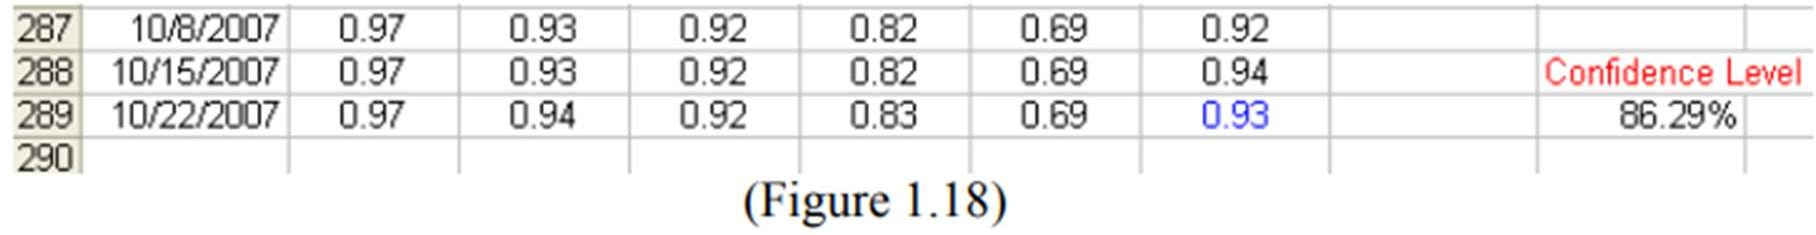 287 10/8/2007 0.97 0.93 0.92 0.82 0.69 0.92
288 10/15/2007 0.97 0.93 0.92 0.82 0.69 0.94 Confidence Level
289 10/22/2007 0.97 0.94 0.92 0.83 0.69 0.93 86.29%
290
(Figure 1.18)